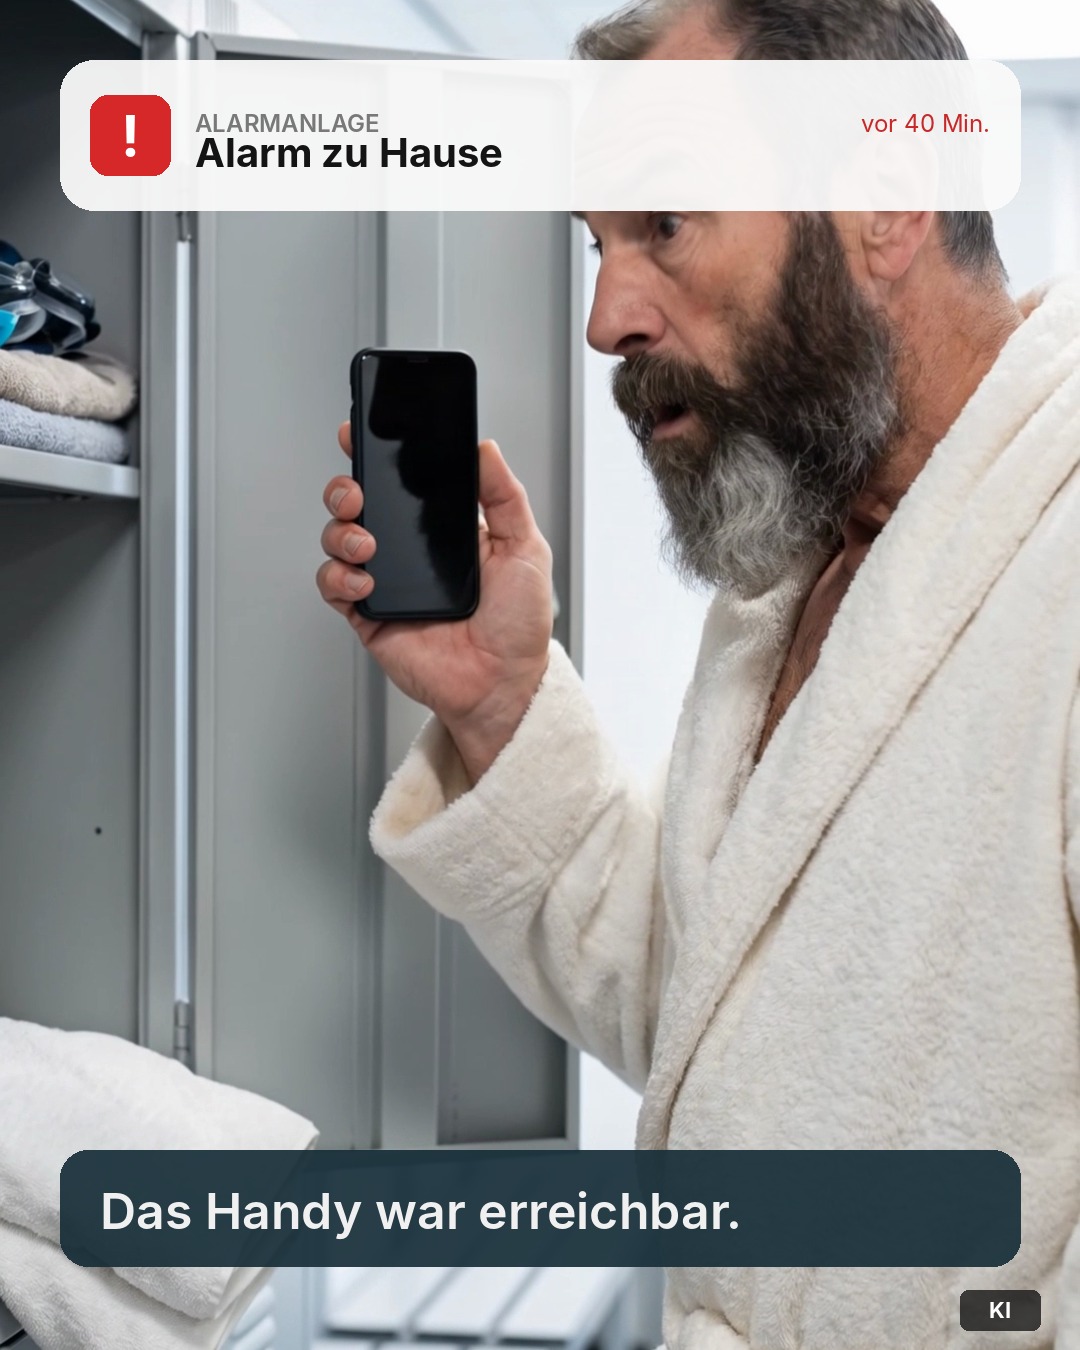 !
ALARMANLAGE
vor 40 Min.
Alarm zu Hause
Das Handy war erreichbar.
KI